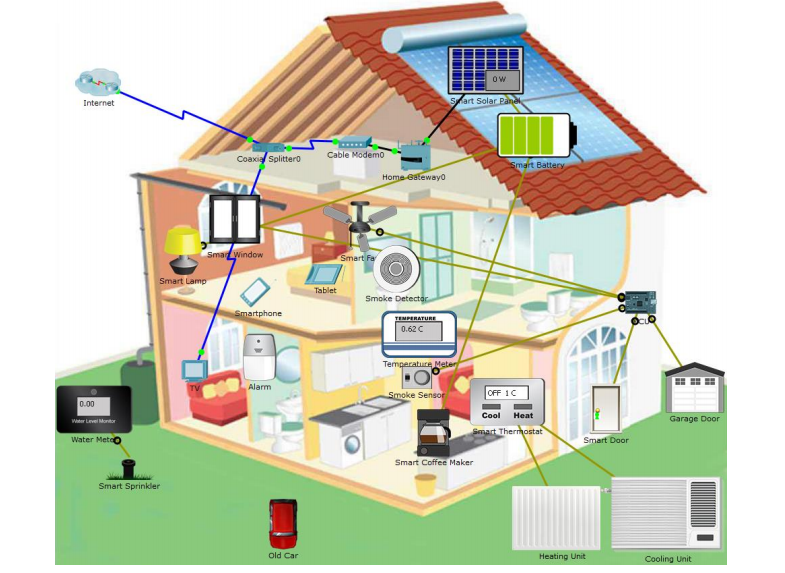 0 W
Smart Solar Panel
Internet
Coaxial Splitter0
Cable Modem0
Smart Battery
Home Gateway0
Smart Window
Smart Fa
Smart Lamp
Tablet
Smoke Detector
Smartphone
TEMPERATURE
0.62 C
Temperature Meter
TV
Alarm
Smoke Sensor
OFF 1 C
Cool Heat
Smart Thermostat
0.00
Water Level Monitor
Water Mete
Garage Door
Smart Door
Smart Coffee Maker
Smart Sprinkler
Old Car
Heating Unit
Cooling Unit